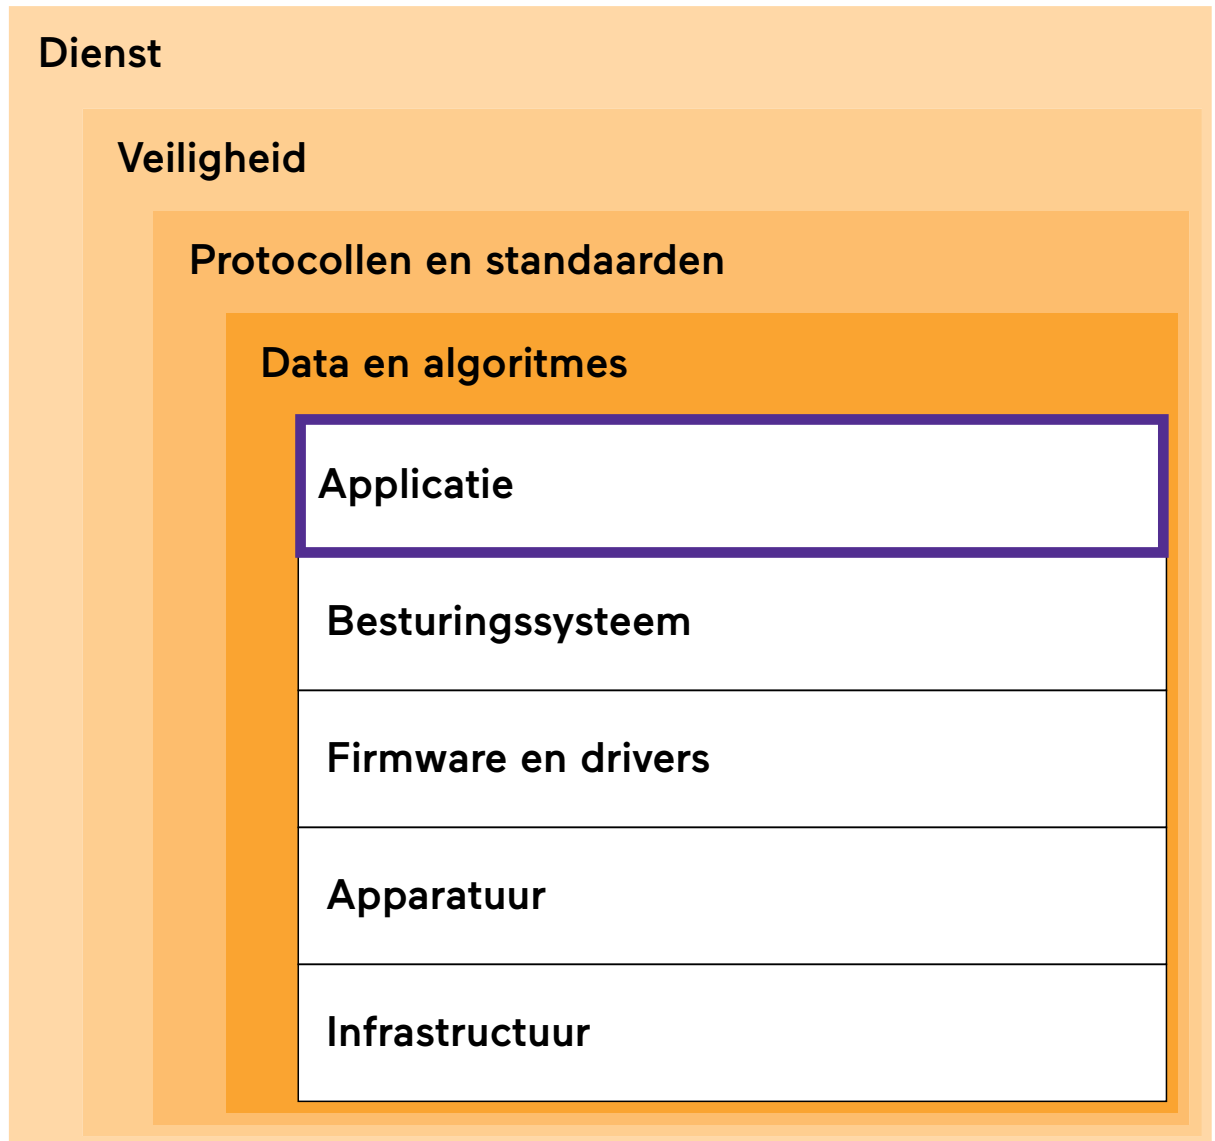 Dienst
Veiligheid
Protocollen en standaarden
Data en algoritmes
Applicatie
Besturingssysteem
Firmware en drivers
Apparatuur
Infrastructuur